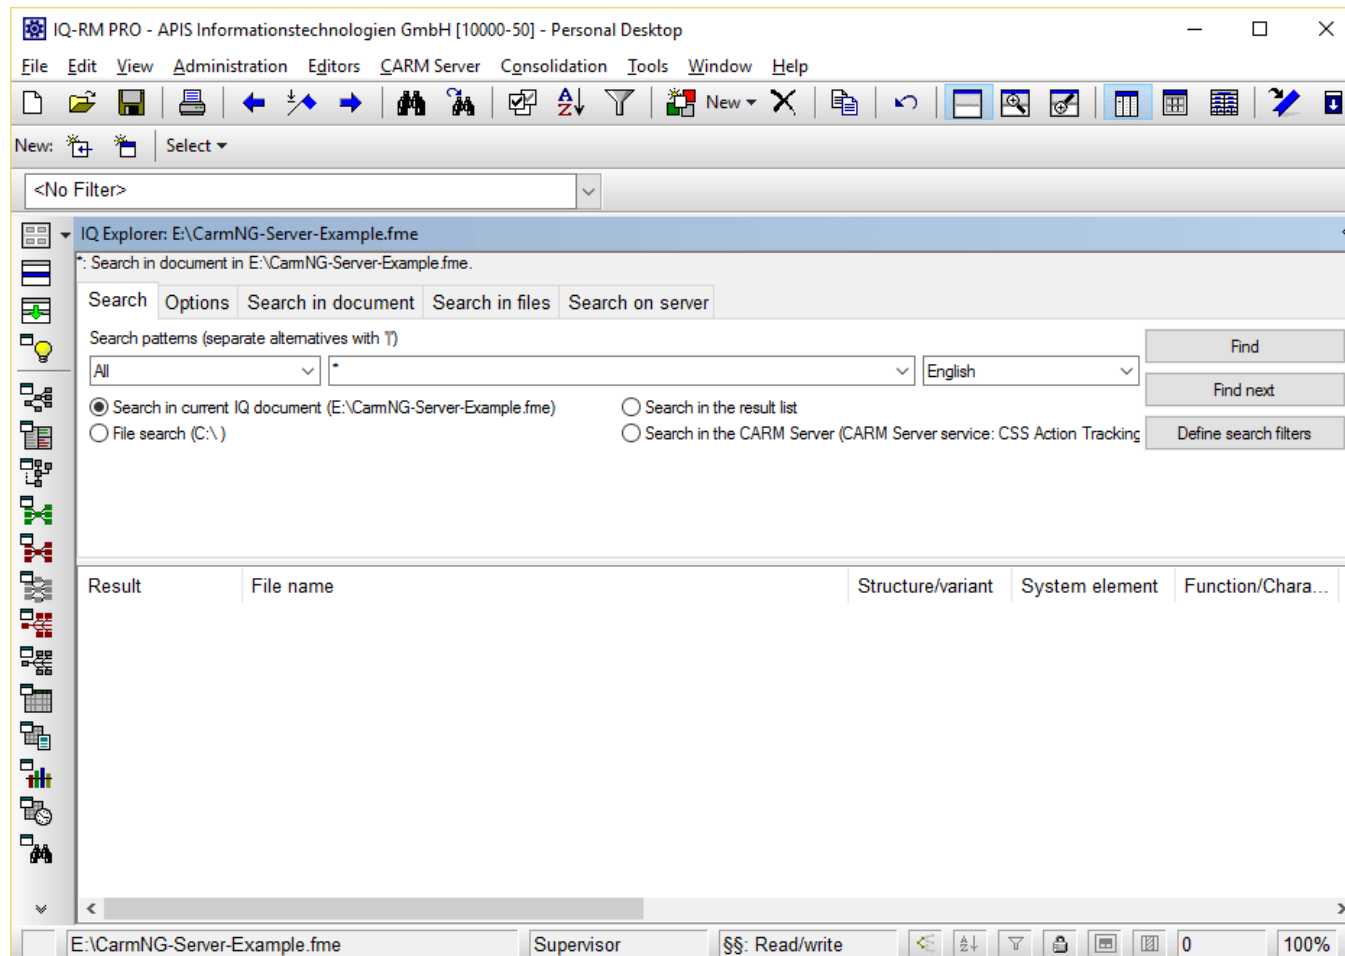 IQ-RM PRO - APIS Informationstechnologien GmbH [10000-50] - Personal Desktop
File Edit View Administration Editors CARM Server Consolidation Tools Window Help
New
New: Select
<No Filter>
IQ Explorer: E:\CarmNG-Server-Example.fme
*: Search in document in E:\CarmNG-Server-Example.fme.
Search Options Search in document Search in files Search on server
Search patterns (separate alternatives with '|')
All * English
Find
Find next
Define search filters
Search in current IQ document (E:\CarmNG-Server-Example.fme) Search in the result list
File search (C:\ ) Search in the CARM Server (CARM Server service: CSS Action Tracking
Result File name Structure/variant System element Function/Chara...
E:\CarmNG-Server-Example.fme Supervisor §§: Read/write 0 100%